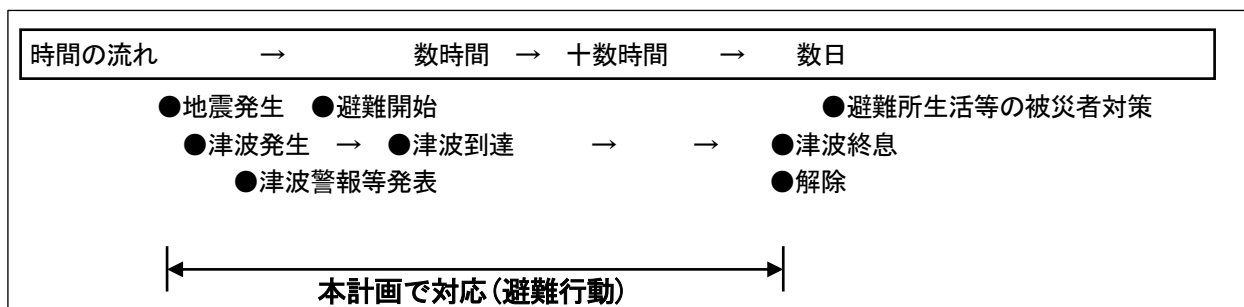 時間の流れ → 数時間 → 十数時間 → 数日
●地震発生 ●避難開始 ●避難所生活等の被災者対策
●津波発生 → ●津波到達 → → ●津波終息
●津波警報等発表 ●解除
本計画で対応(避難行動)